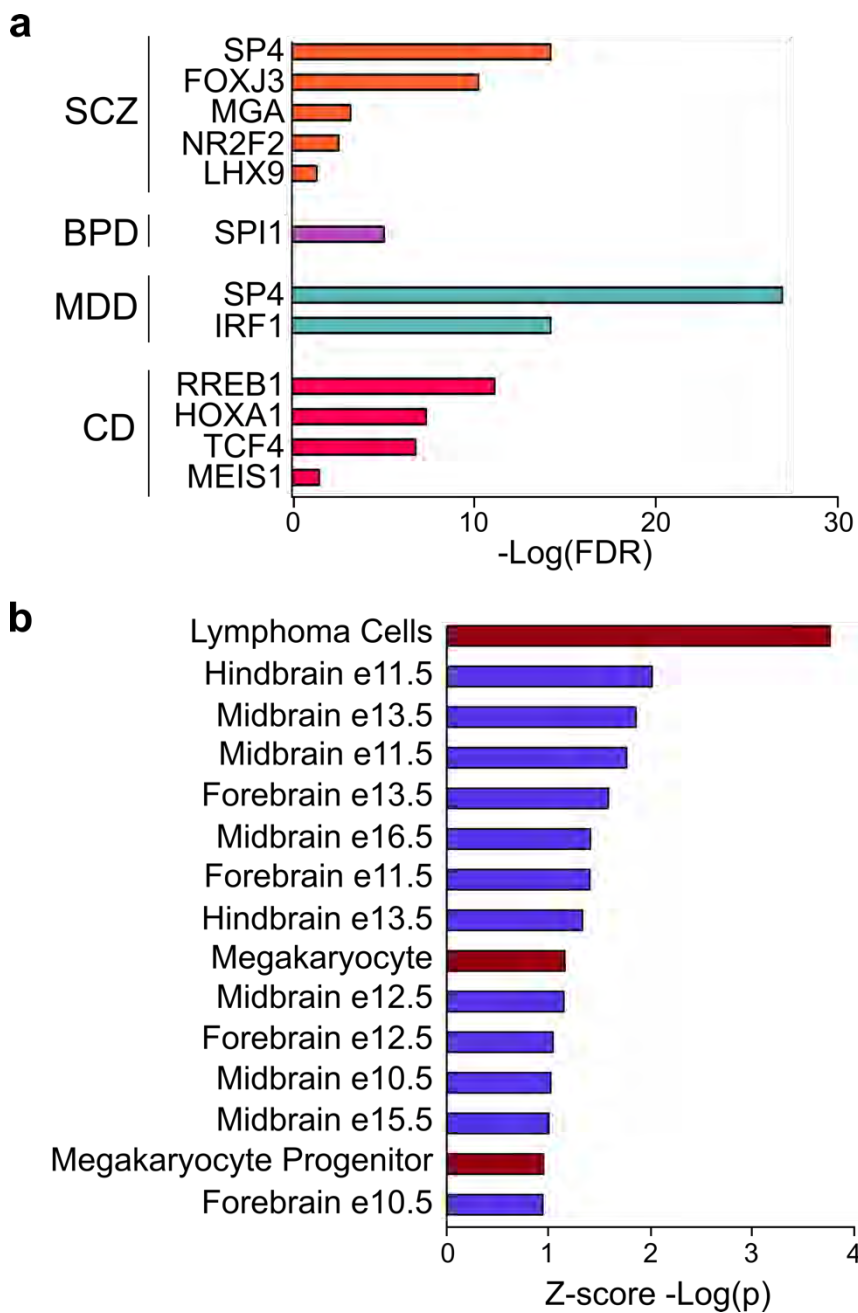 a
SCZ
SP4
FOXJ3
MGA
NR2F2
LHX9
BPD
SPI1
MDD
SP4
IRF1
CD
RREB1
HOXA1
TCF4
MEIS1
0 10 20 30
-Log(FDR)
b
Lymphoma Cells
Hindbrain e11.5
Midbrain e13.5
Midbrain e11.5
Forebrain e13.5
Midbrain e16.5
Forebrain e11.5
Hindbrain e13.5
Megakaryocyte
Midbrain e12.5
Forebrain e12.5
Midbrain e10.5
Midbrain e15.5
Megakaryocyte Progenitor
Forebrain e10.5
0 1 2 3 4
Z-score -Log(p)